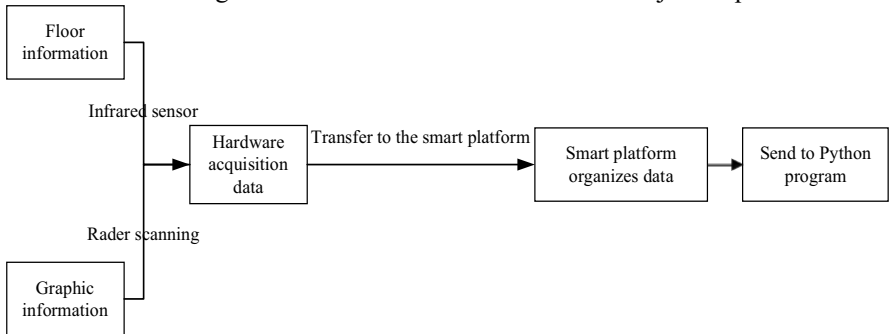 Floor
information
Infrared sensor
Hardware
acquisition
data
Transfer to the smart platform
Smart platform
organizes data
Send to Python
program
Rader scanning
Graphic
information